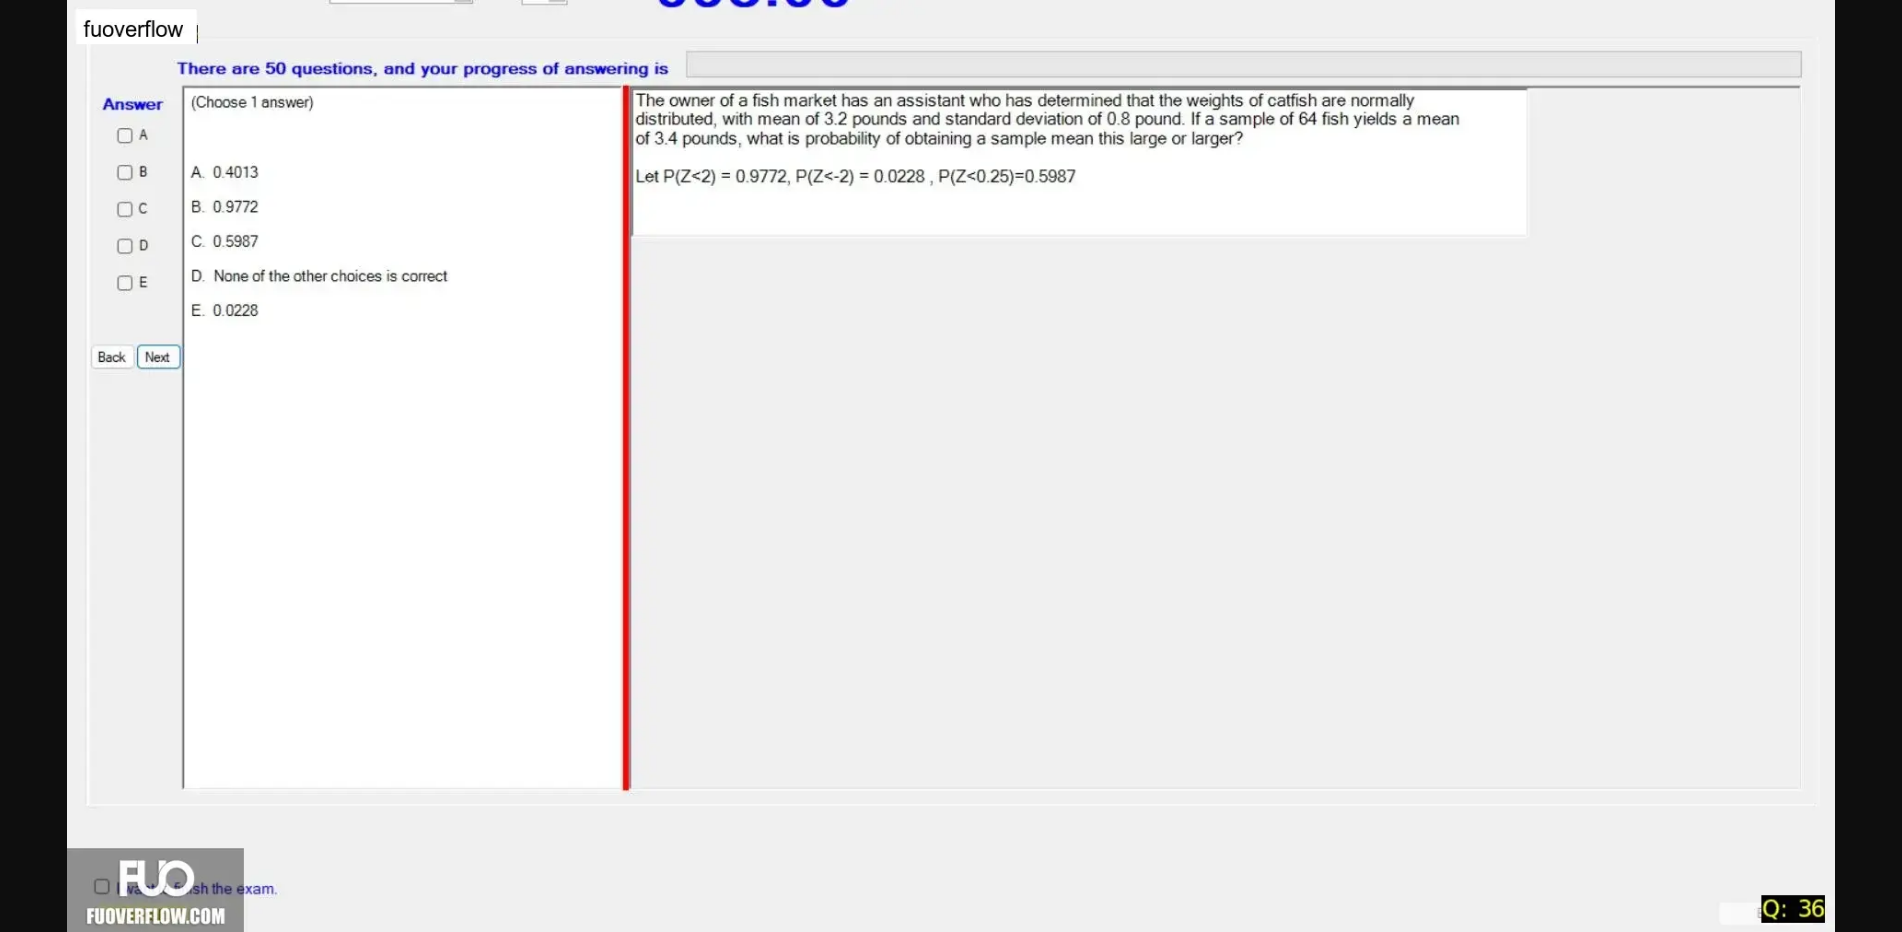 fuoverflow
There are 50 questions, and your progress of answering is
Answer
A
B
C
D
E
Back
Next
(Choose 1 answer)
A. 0.4013
B. 0.9772
C. 0.5987
D. None of the other choices is correct
E. 0.0228
The owner of a fish market has an assistant who has determined that the weights of catfish are normally
distributed, with mean of 3.2 pounds and standard deviation of 0.8 pound. If a sample of 64 fish yields a mean
of 3.4 pounds, what is probability of obtaining a sample mean this large or larger?
Let P(Z<2) = 0.9772, P(Z<-2) = 0.0228 , P(Z<0.25)=0.5987
the exam.
FUO
FUOVERFLOW.COM
Q: 36